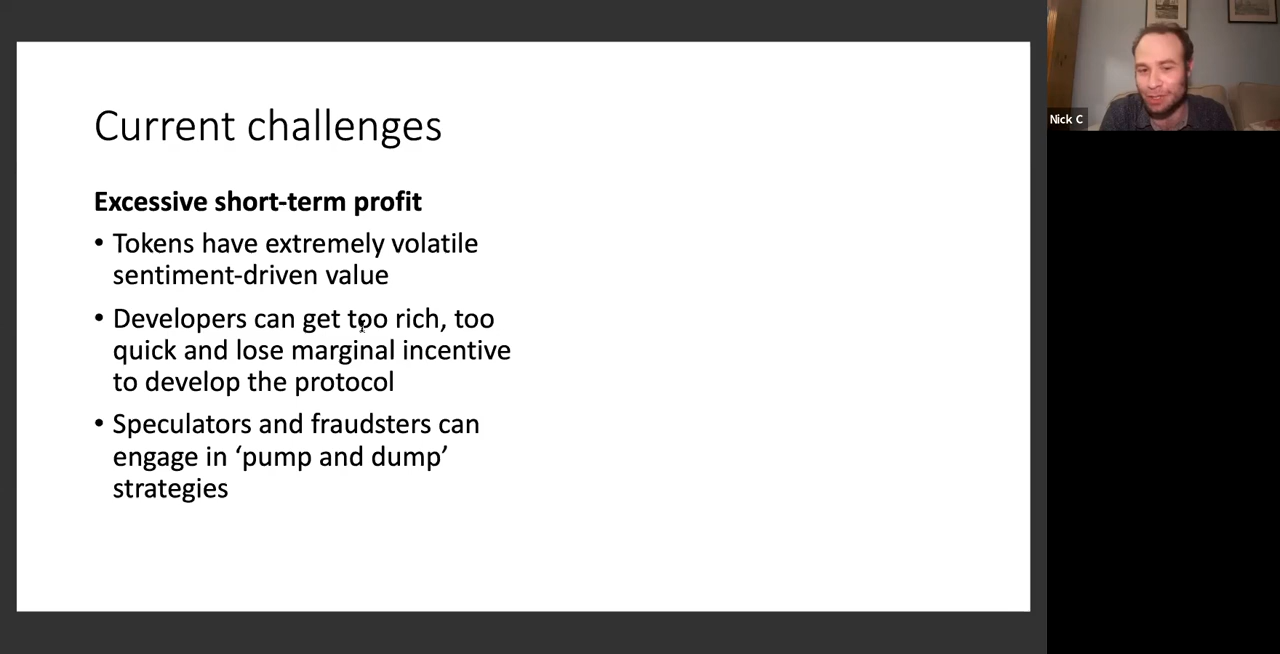 Current challenges
Excessive short-term profit
• Tokens have extremely volatile
sentiment-driven value
• Developers can get too rich, too
quick and lose marginal incentive
to develop the protocol
• Speculators and fraudsters can
engage in ‘pump and dump’
strategies
Nick C